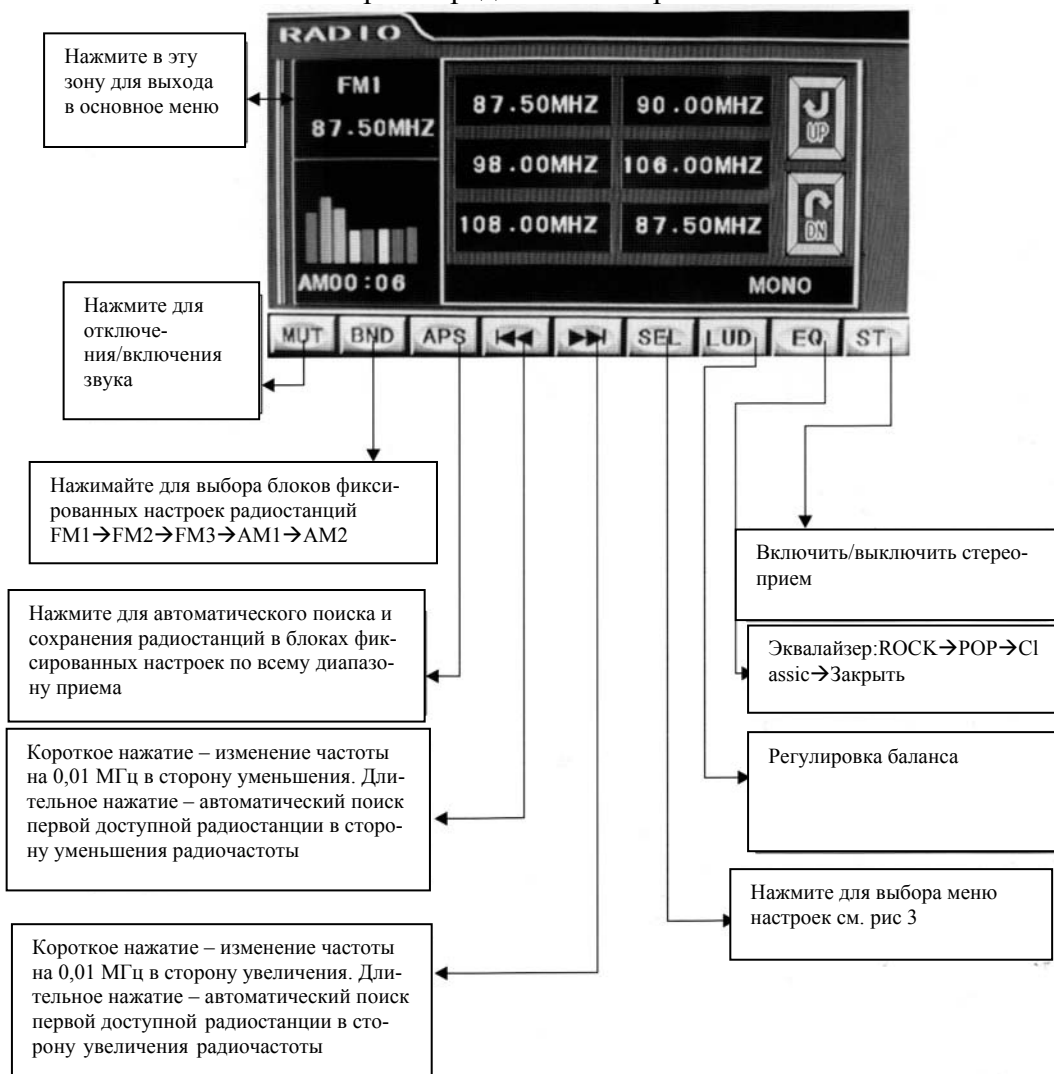 RADIO
Нажмите в эту
зону для выхода
в основное меню
FM1
87.50MHZ
87.50MHZ 90.00MHZ
98.00MHZ 106.00MHZ
108.00MHZ 87.50MHZ
UP
DN
AM00:06
MONO
MUT BND APS SEL LUD EQ ST
Нажмите для
отключе-
ния/включения
звука
Нажимайте для выбора блоков фикси-
рованных настроек радиостанций
FM1→FM2→FM3→AM1→AM2
Включить/выключить стерео-
прием
Нажмите для автоматического поиска и
сохранения радиостанций в блоках фик-
сированных настроек по всему диапазо-
ну приема
Эквалайзер:ROCK→POP→Cl
assic→Закрыть
Короткое нажатие – изменение частоты
на 0,01 МГц в сторону уменьшения. Дли-
тельное нажатие – автоматический поиск
первой доступной радиостанции в сторо-
ну уменьшения радиочастоты
Регулировка баланса
Нажмите для выбора меню
настроек см. рис 3
Короткое нажатие – изменение частоты
на 0,01 МГц в сторону увеличения. Дли-
тельное нажатие – автоматический поиск
первой доступной радиостанции в сто-
рону увеличения радиочастоты